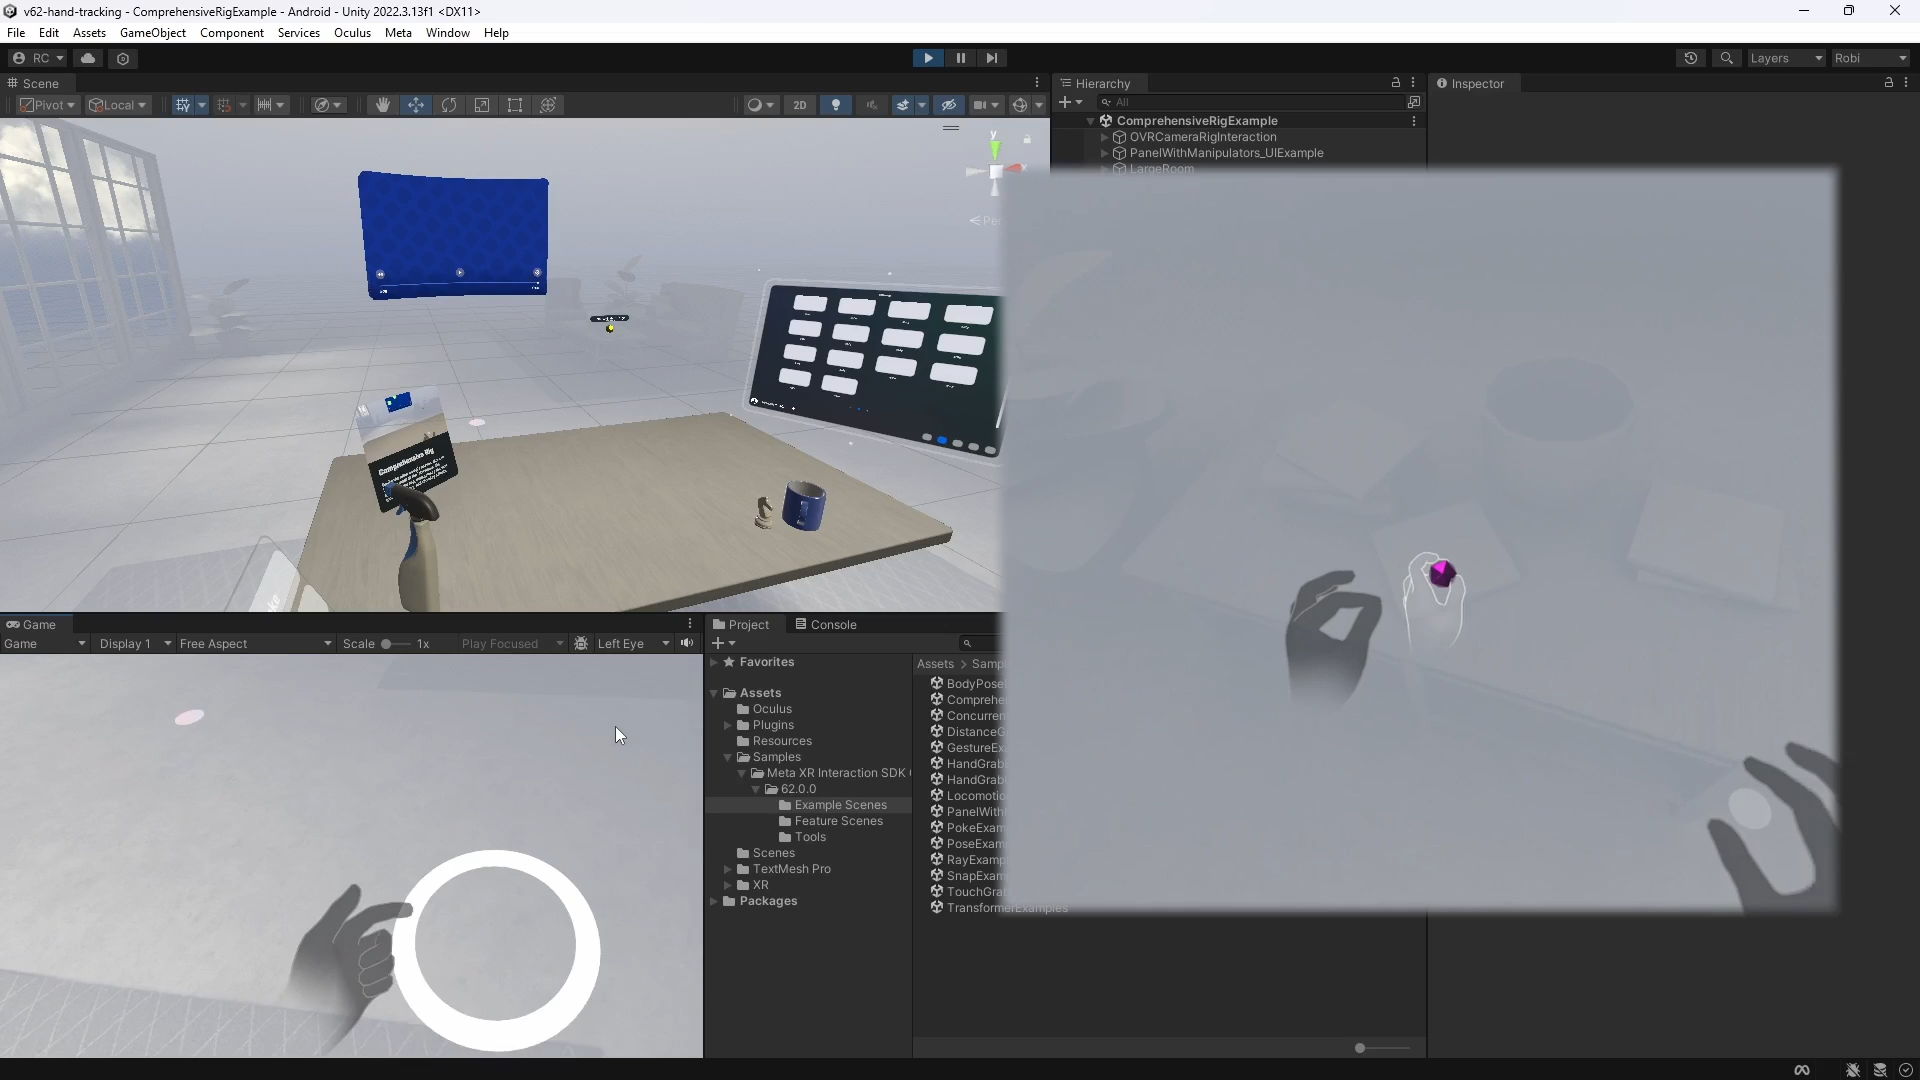 v62-hand-tracking - ComprehensiveRigExample - Android - Unity 2022.3.13f1 <DX11>
File Edit Assets GameObject Component Services Oculus Meta Window Help
RC Layers Robi
Scene
Pivot Local 2D
y
x
Comprehensive Rig
Hierarchy
All
ComprehensiveRigExample
OVRCameraRigInteraction
PanelWithManipulators_UIExample
LargeRoom
Inspector
Game
Game Display 1 Free Aspect Scale 1x Play Focused Left Eye
Project Console
Favorites
Assets
Oculus
Plugins
Resources
Samples
Meta XR Interaction SDK
62.0.0
Example Scenes
Feature Scenes
Tools
Scenes
TextMesh Pro
XR
Packages
Assets > Samp
BodyPose
Comprehe
Concurren
DistanceG
GestureEx
HandGrab
HandGrab
Locomotio
PanelWith
PokeExam
PoseExam
RayExamp
SnapExam
TouchGra
TransformerExamples